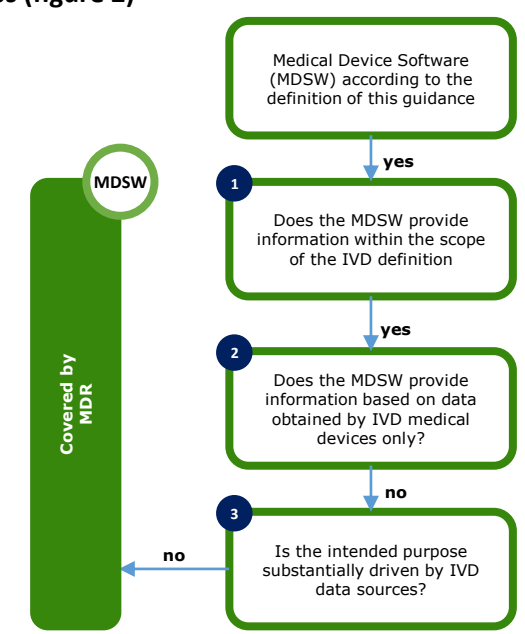 Medical Device Software
(MDSW) according to the
definition of this guidance
yes
MDSW
1
Does the MDSW provide
information within the scope
of the IVD definition
yes
2
Does the MDSW provide
information based on data
obtained by IVD medical
devices only?
Covered by
MDR
no
3
Is the intended purpose
substantially driven by IVD
data sources?
no